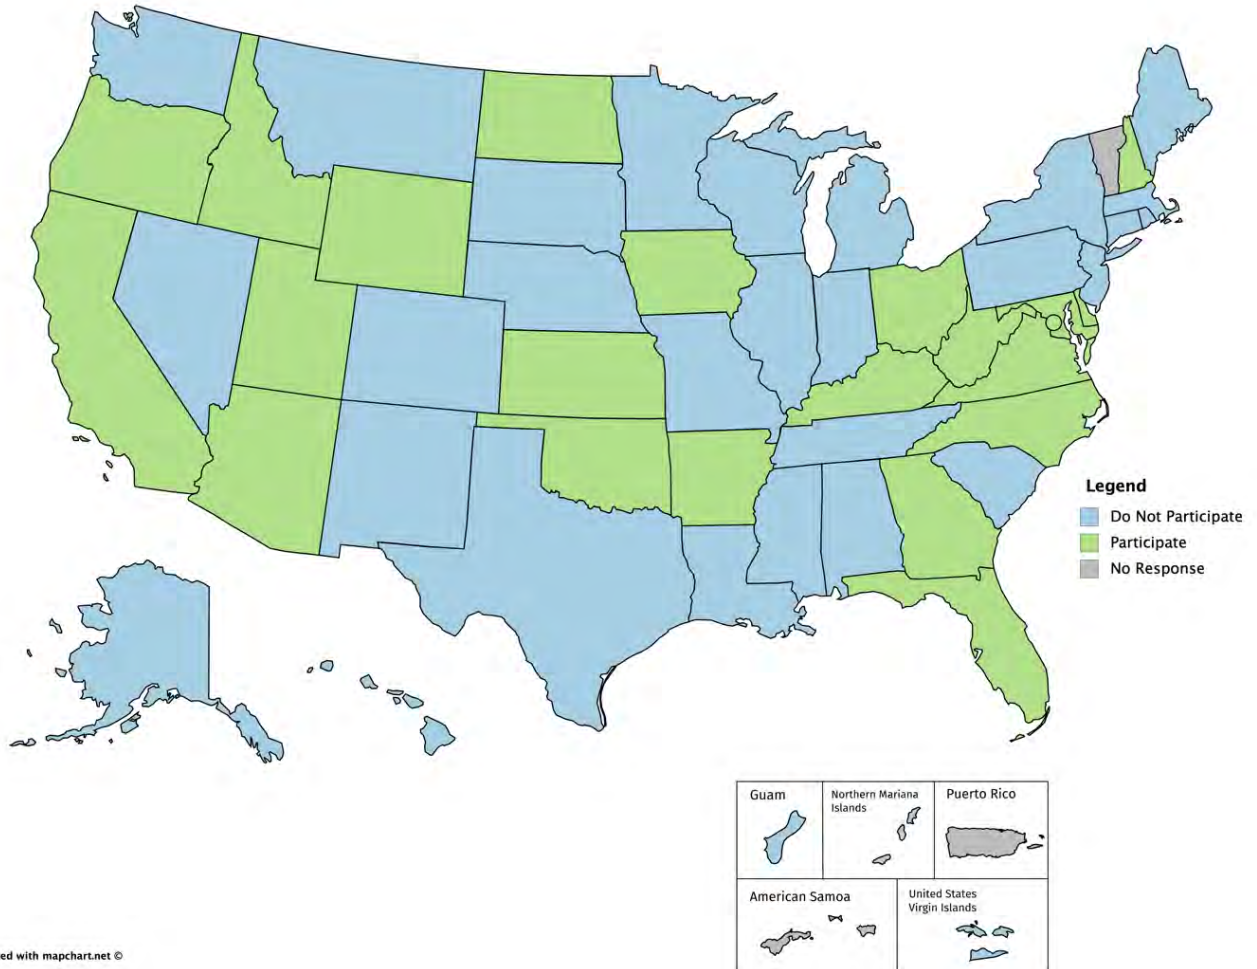 Legend
Do Not Participate
Participate
No Response
Guam
Northern Mariana
Islands
Puerto Rico
American Samoa
United States
Virgin Islands
ed with mapchart.net ©